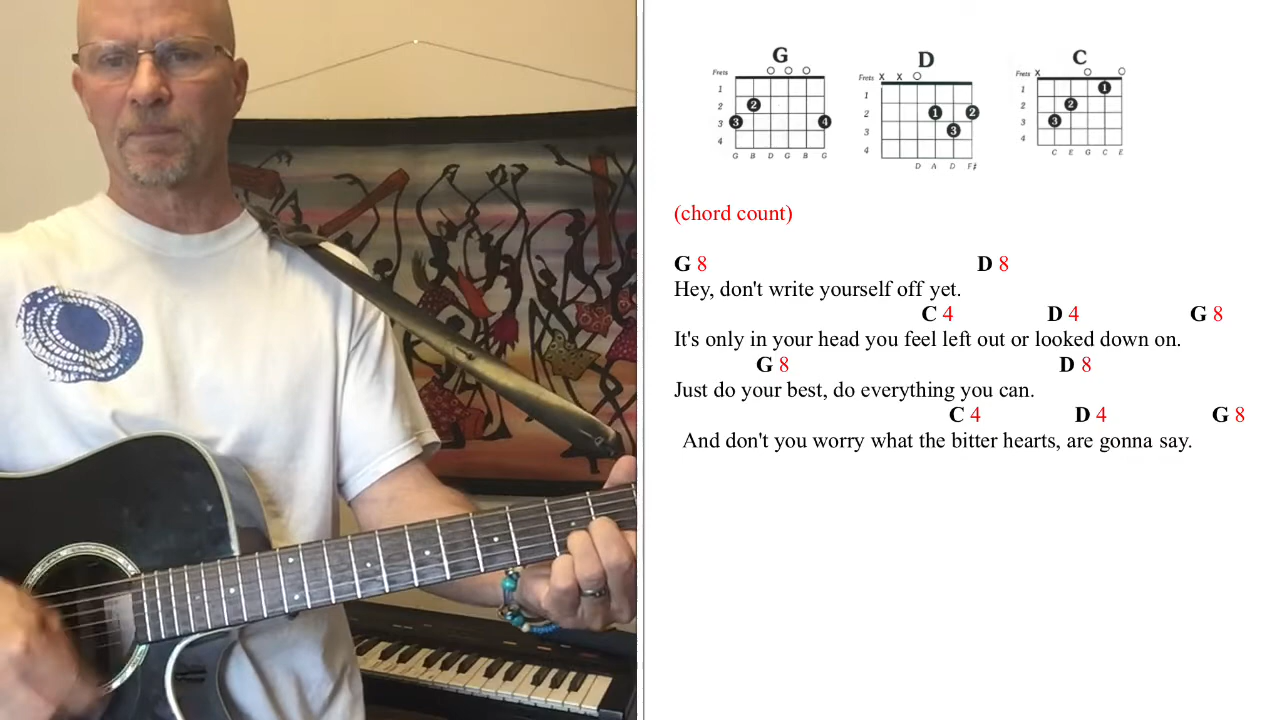 G D C
Frets Frets X X O Frets X O O
1 1 1
2 2 2
3 3 3
4 4 4
G B D G B G D A D F# C E G C E
(chord count)
G 8 D 8
Hey, don't write yourself off yet.
C 4 D 4 G 8
It's only in your head you feel left out or looked down on.
G 8 D 8
Just do your best, do everything you can.
C 4 D 4 G 8
And don't you worry what the bitter hearts, are gonna say.